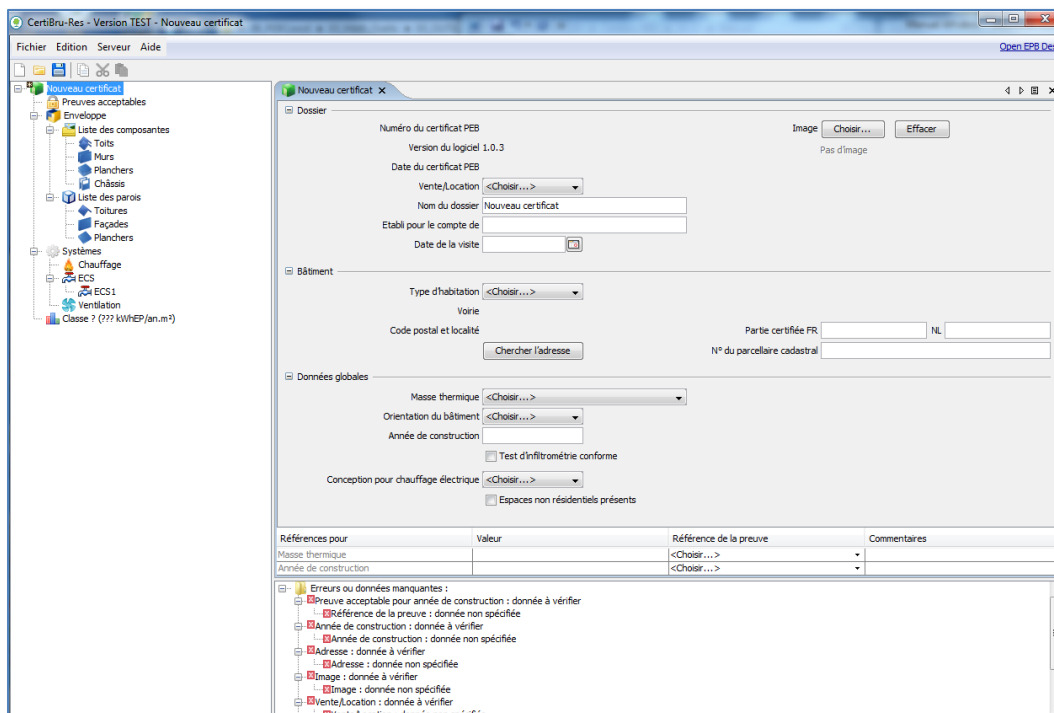 CertiBru-Res - Version TEST - Nouveau certificat
Fichier Edition Serveur Aide
Open EPB Des
Nouveau certificat
Preuves acceptables
Enveloppe
Liste des composantes
Toits
Murs
Planchers
Châssis
Liste des parois
Toitures
Façades
Planchers
Systèmes
Chauffage
ECS
ECS1
Ventilation
Classe ? (??? kWhEP/an.m²)
Nouveau certificat
Dossier
Numéro du certificat PEB
Image Choisir... Effacer
Version du logiciel 1.0.3
Pas d'image
Date du certificat PEB
Vente/Location <Choisir...>
Nom du dossier Nouveau certificat
Etabli pour le compte de
Date de la visite
Bâtiment
Type d'habitation <Choisir...>
Voirie
Code postal et localité
Partie certifiée FR NL
Chercher l'adresse
N° du parcellaire cadastral
Données globales
Masse thermique <Choisir...>
Orientation du bâtiment <Choisir...>
Année de construction
Test d'infiltrométrie conforme
Conception pour chauffage électrique <Choisir...>
Espaces non résidentiels présents
Références pour Valeur Référence de la preuve Commentaires
Masse thermique <Choisir...>
Année de construction <Choisir...>
Erreurs ou données manquantes :
Preuve acceptable pour année de construction : donnée à vérifier
Référence de la preuve : donnée non spécifiée
Année de construction : donnée à vérifier
Année de construction : donnée non spécifiée
Adresse : donnée à vérifier
Adresse : donnée non spécifiée
Image : donnée à vérifier
Image : donnée non spécifiée
Vente/Location : donnée à vérifier